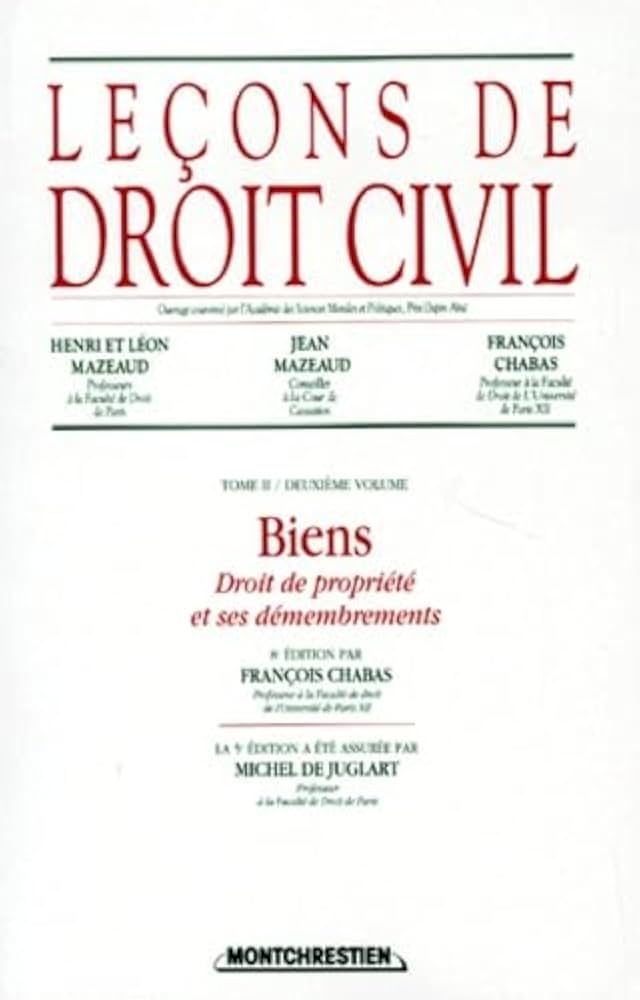 LEÇONS DE
DROIT CIVIL
Ouvrage couronné par l'Académie des Sciences Morales et Politiques, Prix Dupin Aîné
HENRI ET LÉON
MAZEAUD
Professeurs
à la Faculté de Droit
de Paris
JEAN
MAZEAUD
Conseiller
à la Cour de
Cassation
FRANÇOIS
CHABAS
Professeur à la Faculté
de Droit de L'Université
de Paris XII
TOME II / DEUXIÈME VOLUME
Biens
Droit de propriété
et ses démembrements
8e ÉDITION PAR
FRANÇOIS CHABAS
Professeur à la Faculté de droit
de l'Université de Paris XII
LA 5e ÉDITION A ÉTÉ ASSURÉE PAR
MICHEL DE JUGLART
Professeur
à la Faculté de Droit de Paris
MONTCHRESTIEN